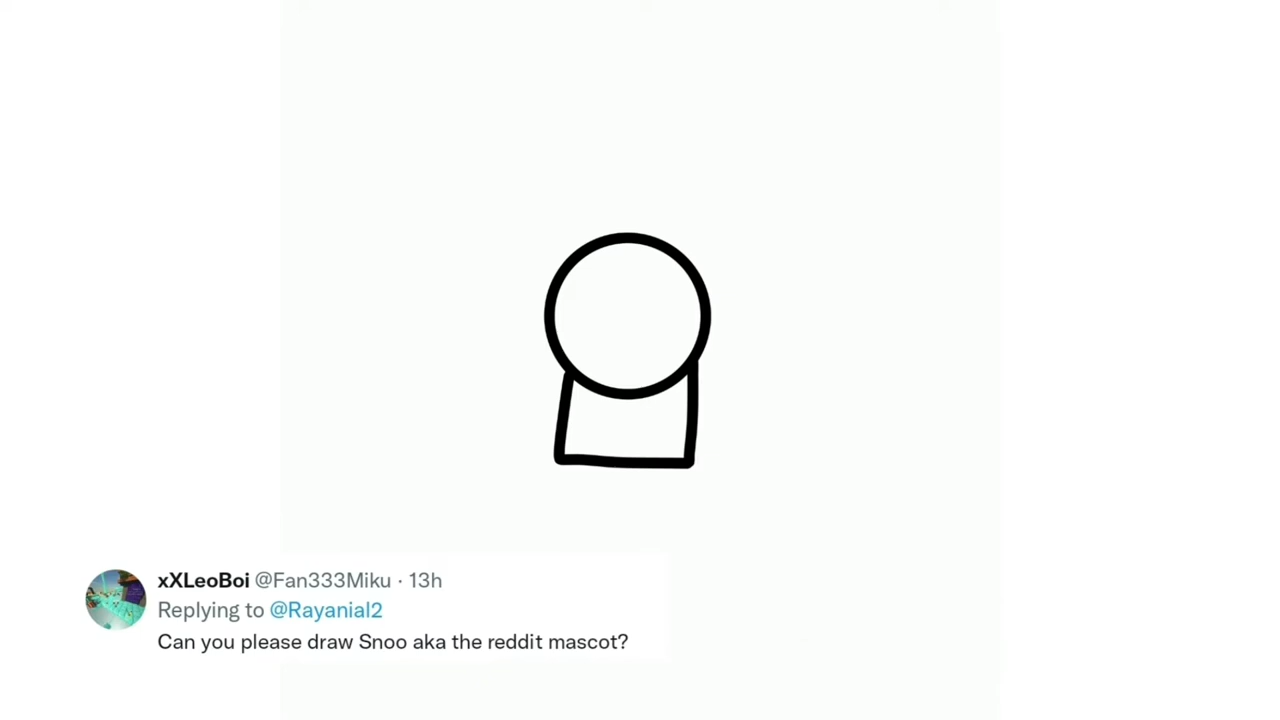 xXLeoBoi @Fan333Miku · 13h
Replying to @Rayanial2
Can you please draw Snoo aka the reddit mascot?